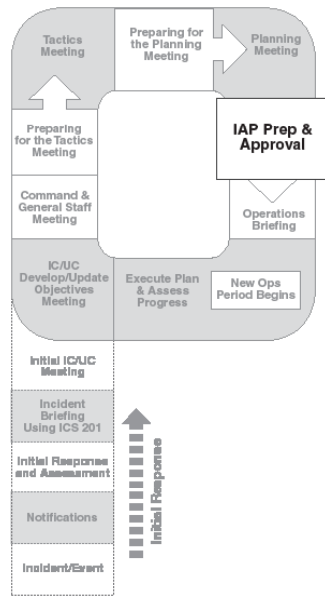 Tactics
Meeting
Preparing for
the Planning
Meeting
Planning
Meeting
Preparing
for the Tactics
Meeting
IAP Prep &
Approval
Command &
General Staff
Meeting
Operations
Briefing
IC/UC
Develop/Update
Objectives
Meeting
Execute Plan
& Assess
Progress
New Ops
Period Begins
Initial IC/UC
Meeting
Incident
Briefing
Using ICS 201
Initial Response
and Assessment
Notifications
Incident/Event
Initial Response